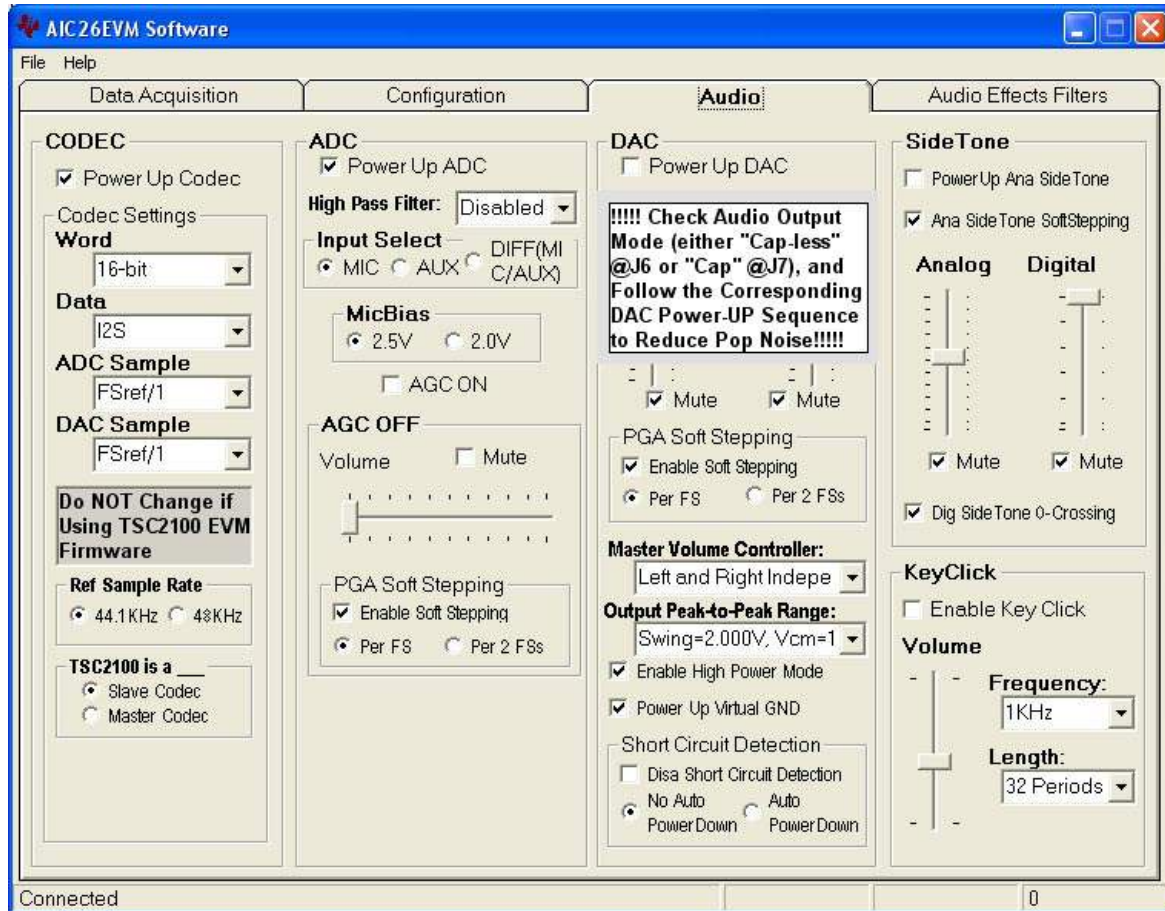 AIC26EVM Software
File Help
Data Acquisition
Configuration
Audio
Audio Effects Filters
CODEC
Power Up Codec
Codec Settings
Word
16-bit
Data
I2S
ADC Sample
FSref/1
DAC Sample
FSref/1
Do NOT Change if
Using TSC2100 EVM
Firmware
Ref Sample Rate
44.1KHz 48KHz
TSC2100 is a ___
Slave Codec
Master Codec
ADC
Power Up ADC
High Pass Filter: Disabled
Input Select
MIC AUX DIFF(MI
C/AUX)
MicBias
2.5V 2.0V
AGC ON
AGC OFF
Volume Mute
PGA Soft Stepping
Enable Soft Stepping
Per FS Per 2 FSs
DAC
Power Up DAC
!!!!! Check Audio Output
Mode (either "Cap-less"
@J6 or "Cap" @J7), and
Follow the Corresponding
DAC Power-UP Sequence
to Reduce Pop Noise!!!!!
Mute Mute
PGA Soft Stepping
Enable Soft Stepping
Per FS Per 2 FSs
Master Volume Controller:
Left and Right Indepe
Output Peak-to-Peak Range:
Swing=2.000V, Vcm=1
Enable High Power Mode
Power Up Virtual GND
Short Circuit Detection
Disa Short Circuit Detection
No Auto
PowerDown
Auto
PowerDown
SideTone
PowerUp Ana SideTone
Ana SideTone SoftStepping
Analog Digital
Mute Mute
Dig SideTone 0-Crossing
KeyClick
Enable Key Click
Volume
Frequency:
1KHz
Length:
32 Periods
Connected
0